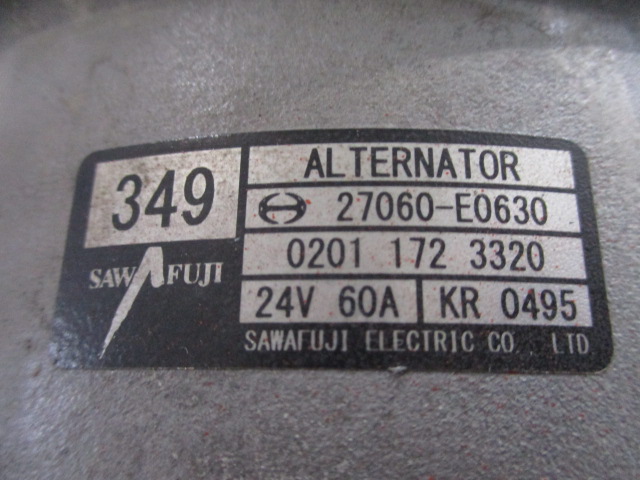 349
ALTERNATOR
27060-E0630
0201 172 3320
SAWAFUJI
24V 60A KR 0495
SAWAFUJI ELECTRIC CO. LTD